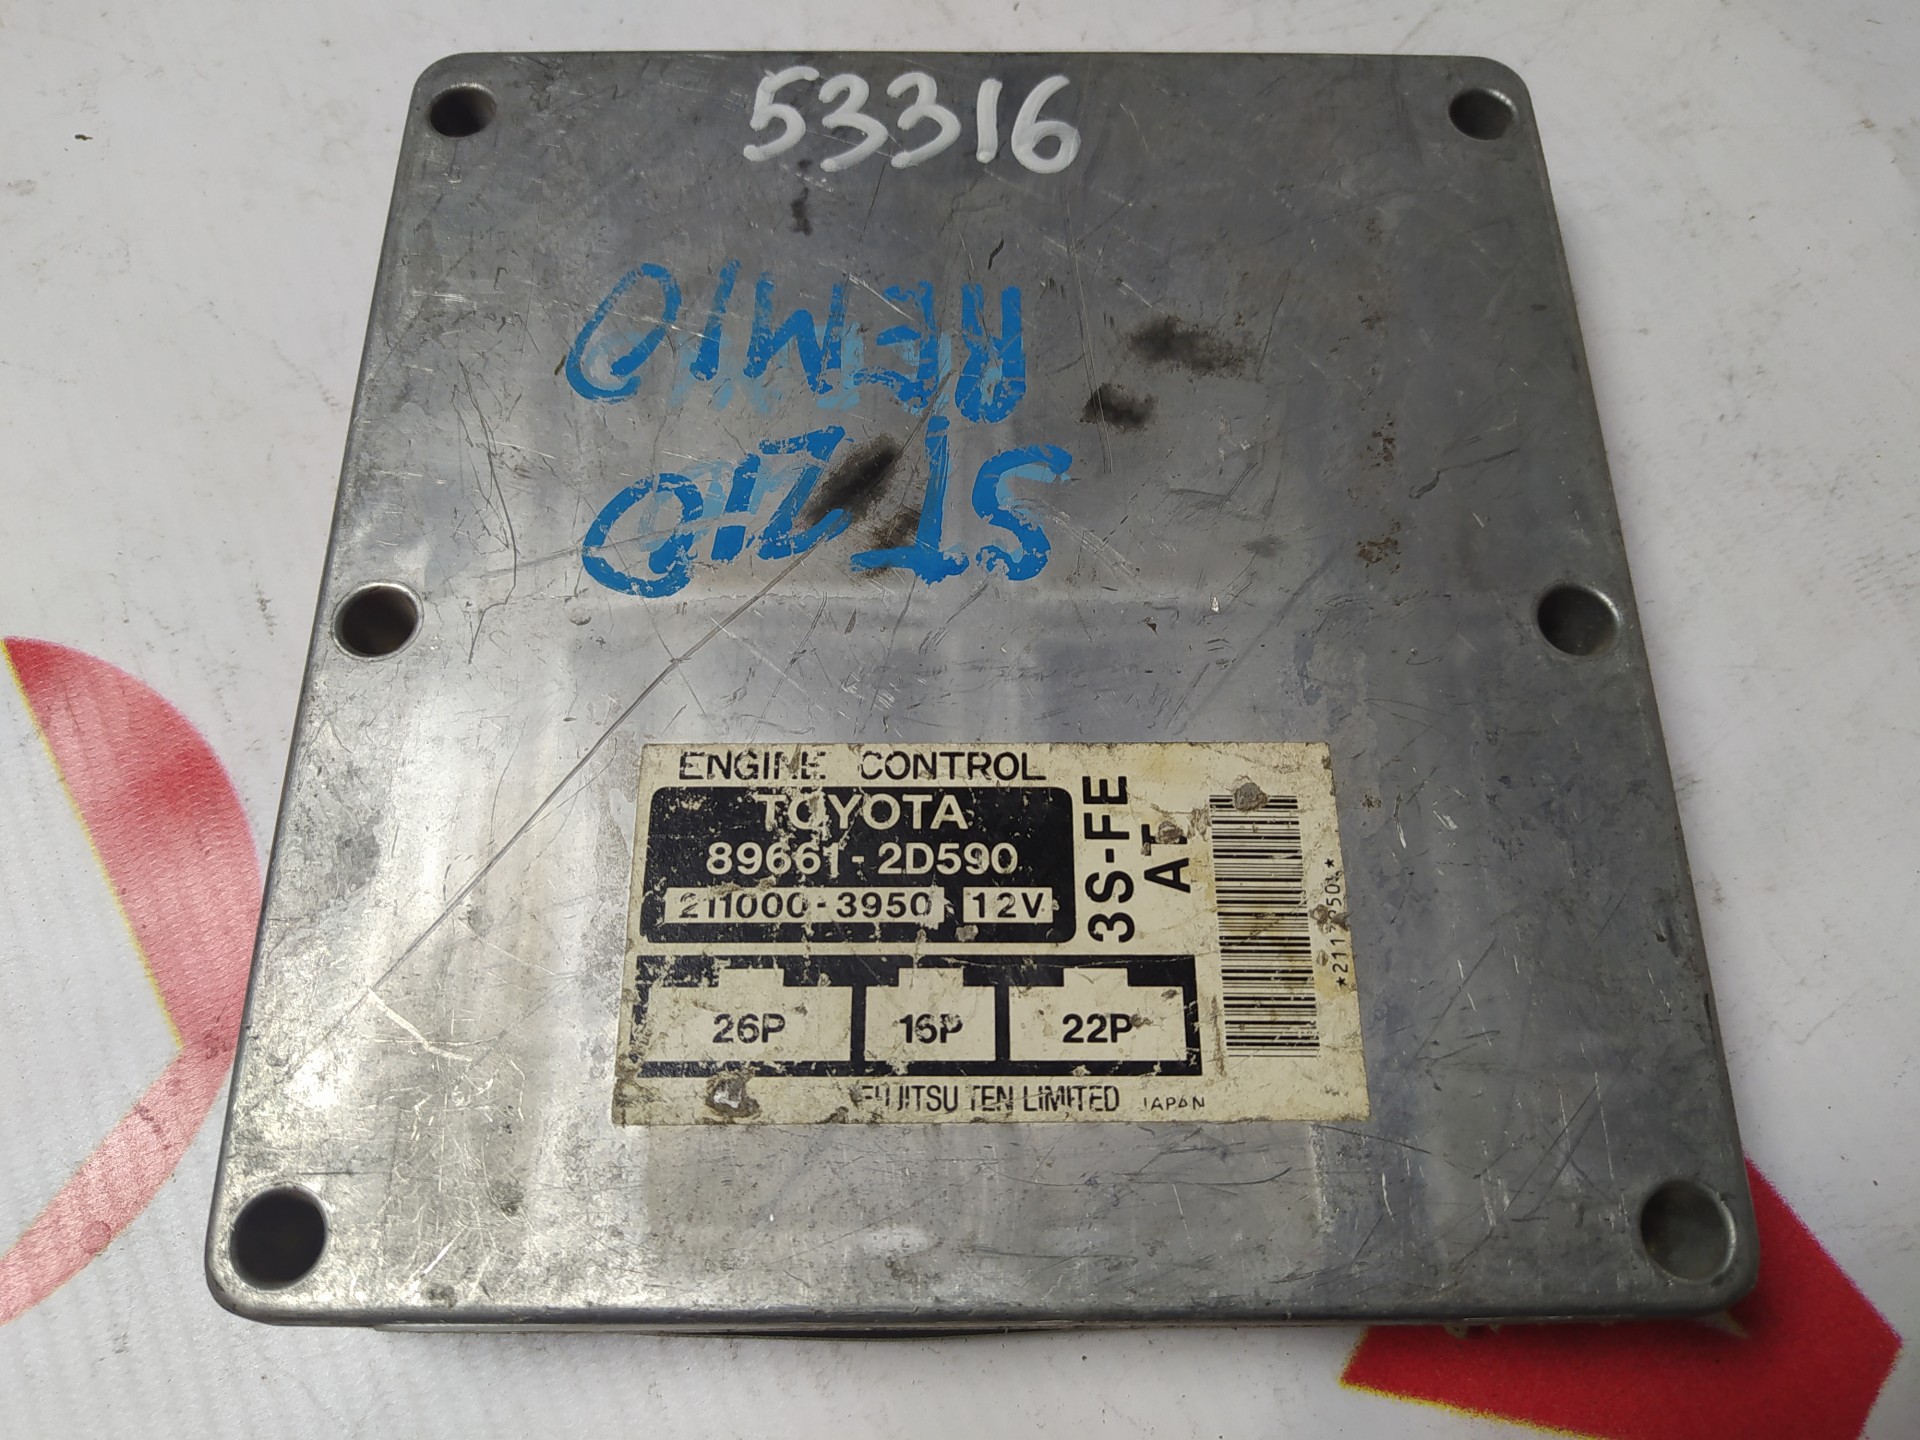 53316
ST210
REMIO
ENGINE CONTROL
TOYOTA
89661-2D590
211000-3950 12V
3S-FE
AT
26P 16P 22P
FUJITSU TEN LIMITED JAPAN